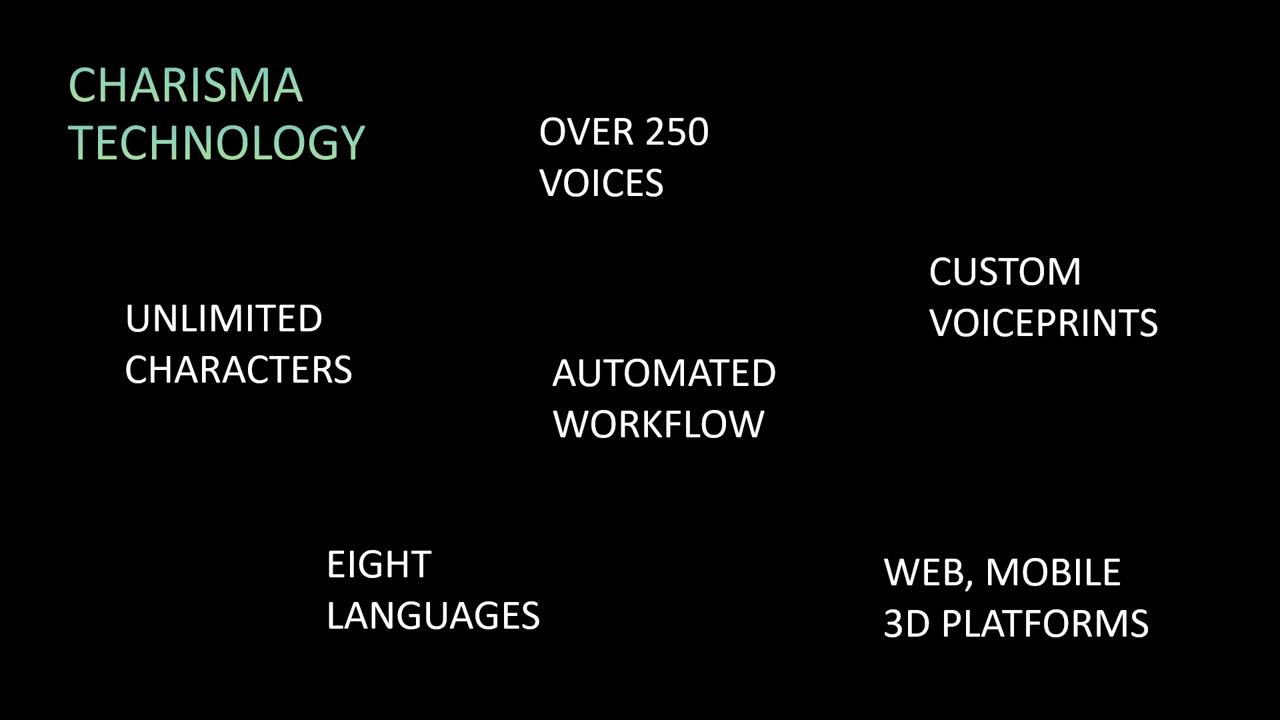 CHARISMA
TECHNOLOGY
OVER 250
VOICES
CUSTOM
VOICEPRINTS
UNLIMITED
CHARACTERS
AUTOMATED
WORKFLOW
EIGHT
LANGUAGES
WEB, MOBILE
3D PLATFORMS